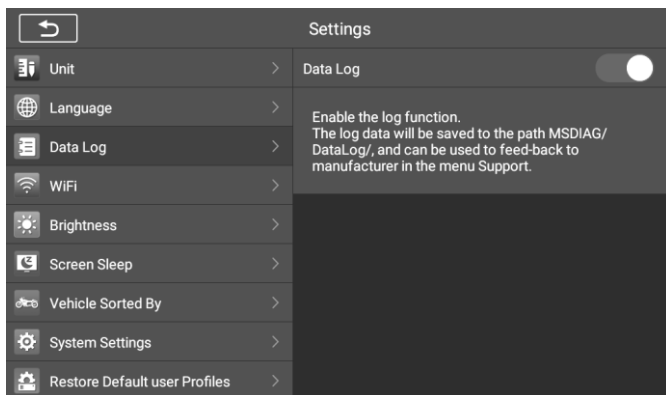 Settings
Unit
Language
Data Log
WiFi
Brightness
Screen Sleep
Vehicle Sorted By
System Settings
Restore Default user Profiles
Data Log
Enable the log function.
The log data will be saved to the path MSDIAG/
DataLog/, and can be used to feed-back to
manufacturer in the menu Support.